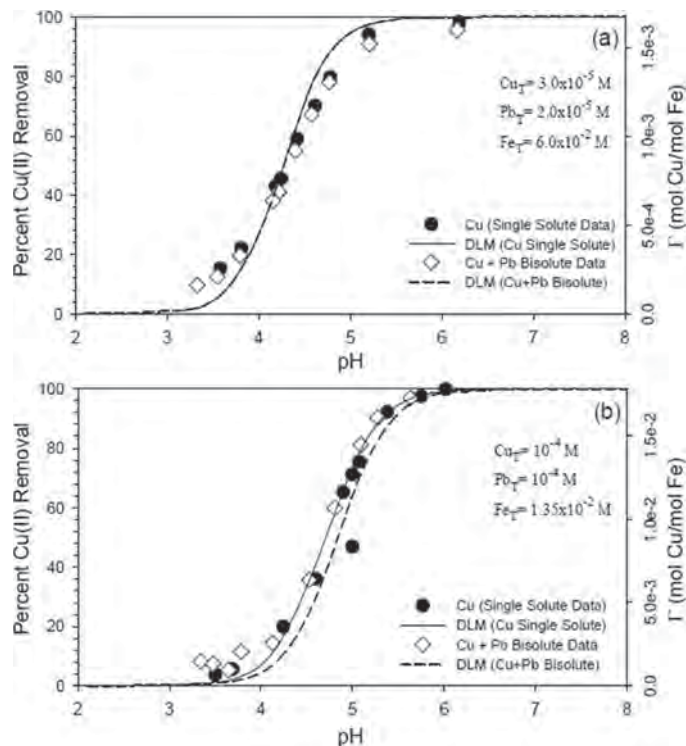 (a)
Percent Cu(II) Removal
100
80
60
40
20
0
Cu_T= 3.0x10⁻⁵ M
Pb_T= 2.0x10⁻⁵ M
Fe_T= 6.0x10⁻² M
Cu (Single Solute Data)
DLM (Cu Single Solute)
Cu + Pb Bisolute Data
DLM (Cu+Pb Bisolute)
1.5e-3
1.0e-3
5.0e-4
0.0
Γ (mol Cu/mol Fe)
2 3 4 5 6 7 8
pH
(b)
Percent Cu(II) Removal
100
80
60
40
20
0
Cu_T= 10⁻⁴ M
Pb_T= 10⁻⁴ M
Fe_T= 1.35x10⁻² M
Cu (Single Solute Data)
DLM (Cu Single Solute)
Cu + Pb Bisolute Data
DLM (Cu+Pb Bisolute)
1.5e-2
1.0e-2
5.0e-3
0.0
Γ (mol Cu/mol Fe)
2 3 4 5 6 7 8
pH